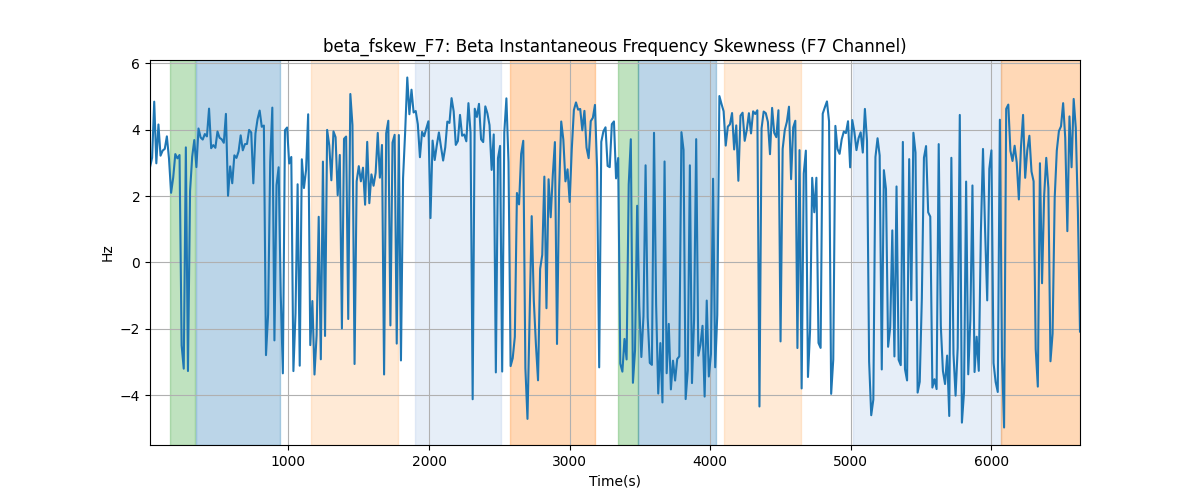 beta_fskew_F7: Beta Instantaneous Frequency Skewness (F7 Channel)
6
4
2
0
−2
−4
Hz
1000 2000 3000 4000 5000 6000
Time(s)